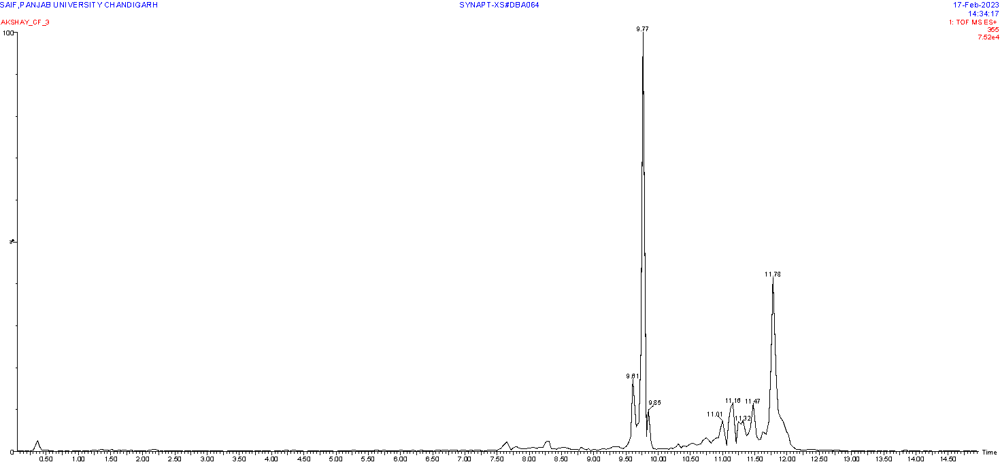 SAIF,PANJAB UNIVERSITY CHANDIGARH
SYNAPT-XS#DBA064
17-Feb-2023
14:34:17
AKSHAY_CF_3
1: TOF MS ES+
355
7.52e4
100
9.77
%
11.78
9.61
9.85
11.16
11.47
11.01
11.32
0
0.50 1.00 1.50 2.00 2.50 3.00 3.50 4.00 4.50 5.00 5.50 6.00 6.50 7.00 7.50 8.00 8.50 9.00 9.50 10.00 10.50 11.00 11.50 12.00 12.50 13.00 13.50 14.00 14.50
Time